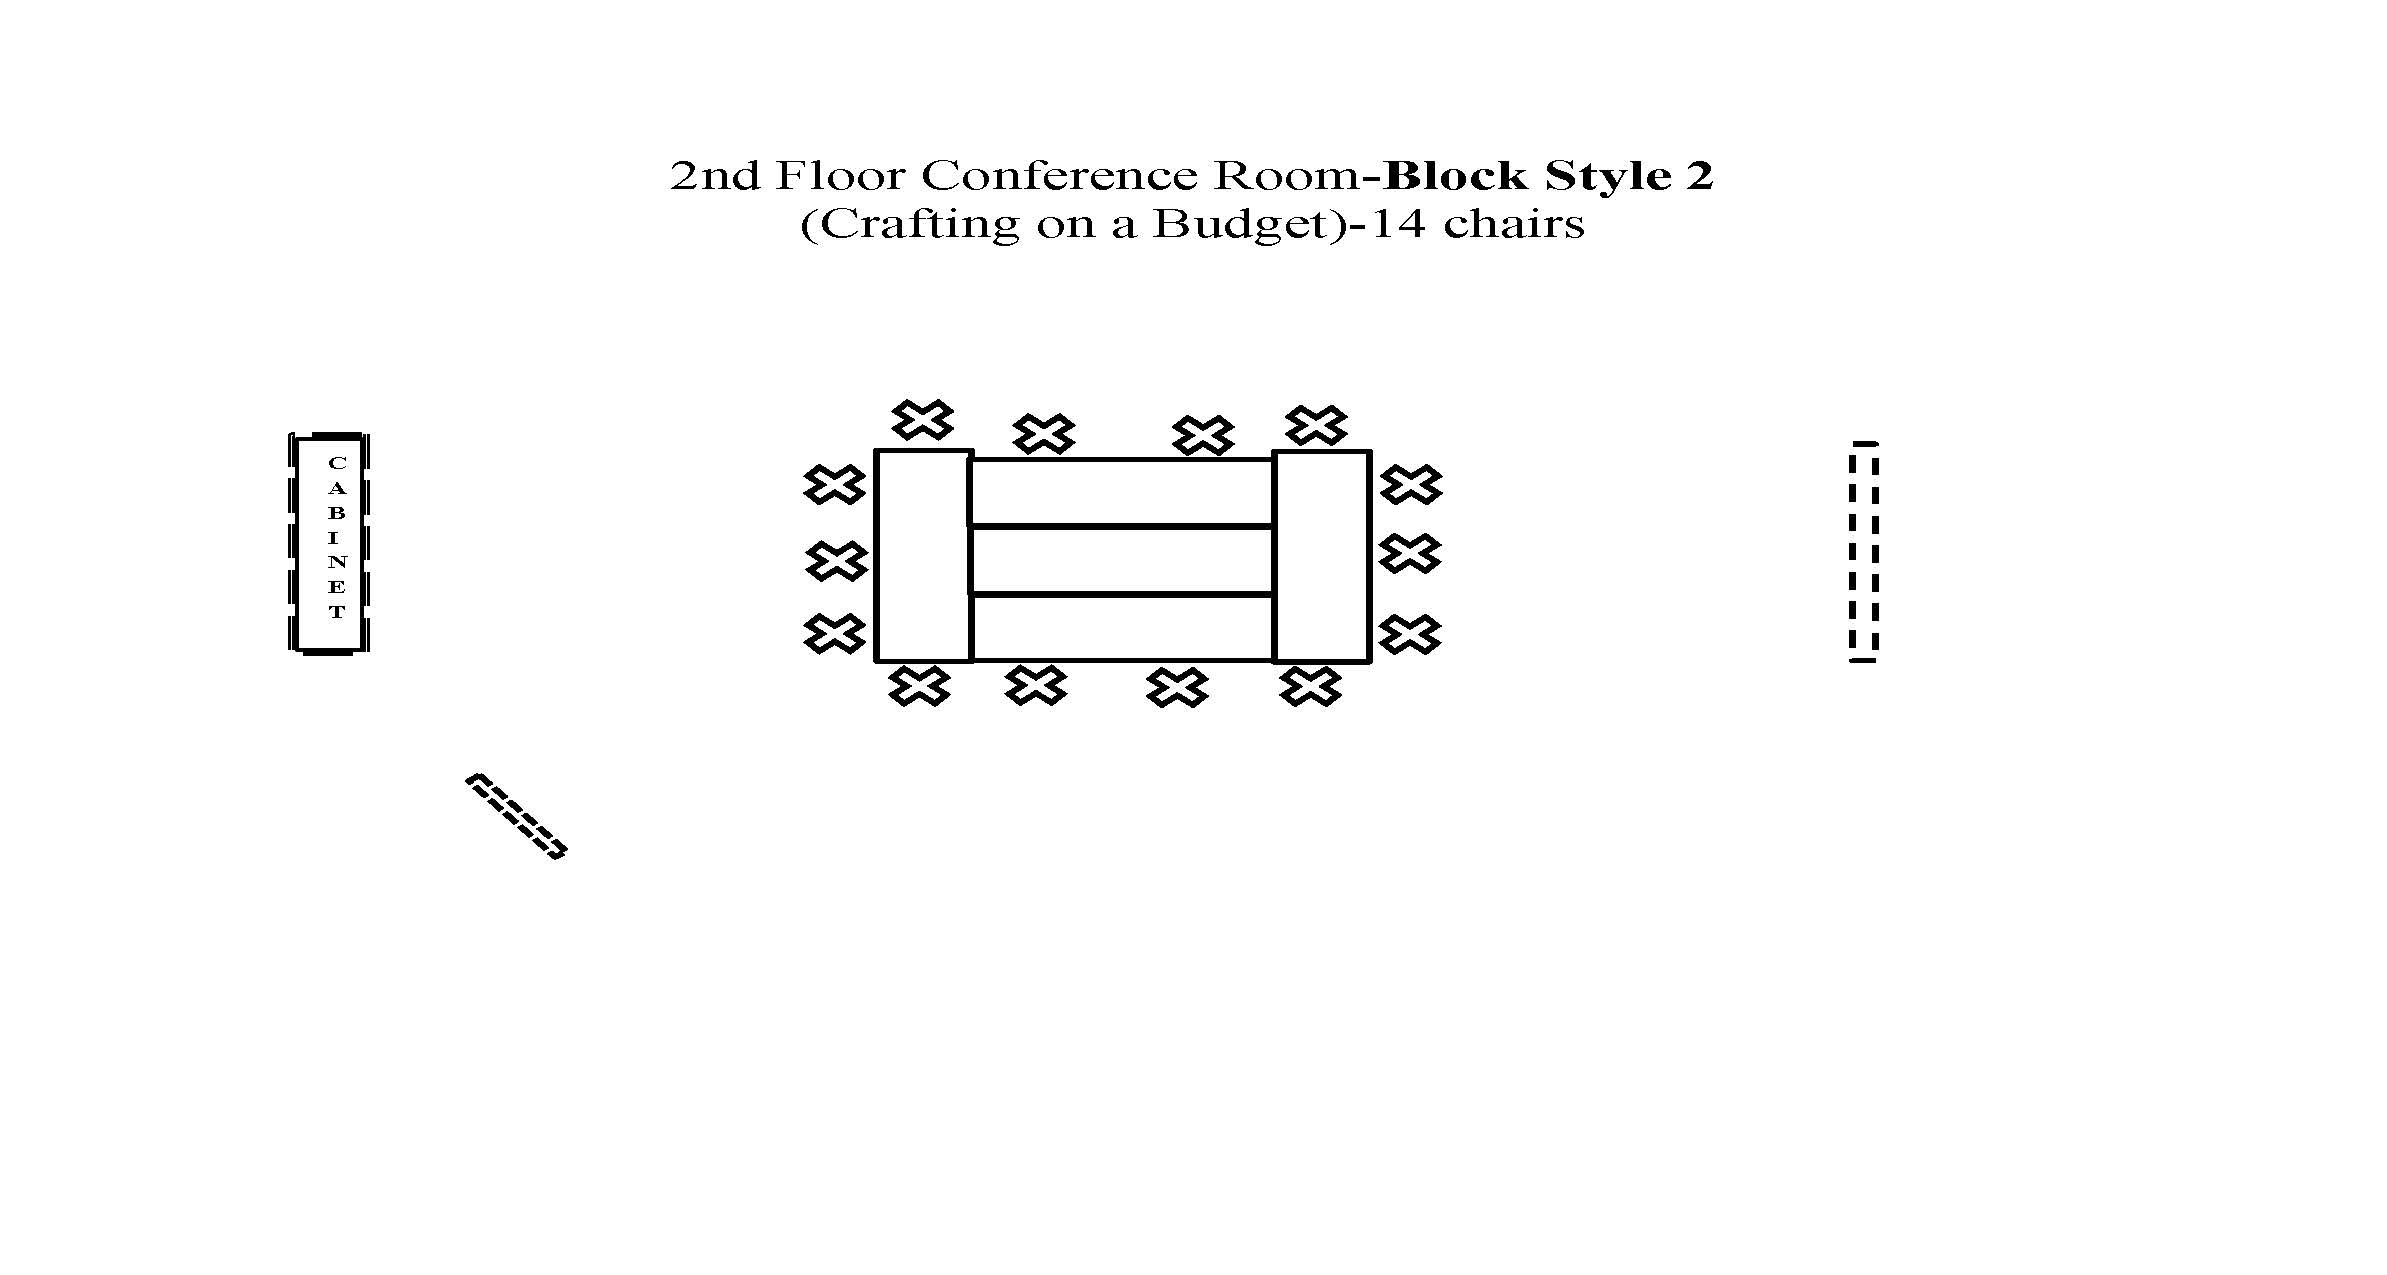 2nd Floor Conference Room-Block Style 2
(Crafting on a Budget)-14 chairs
C
A
B
I
N
E
T